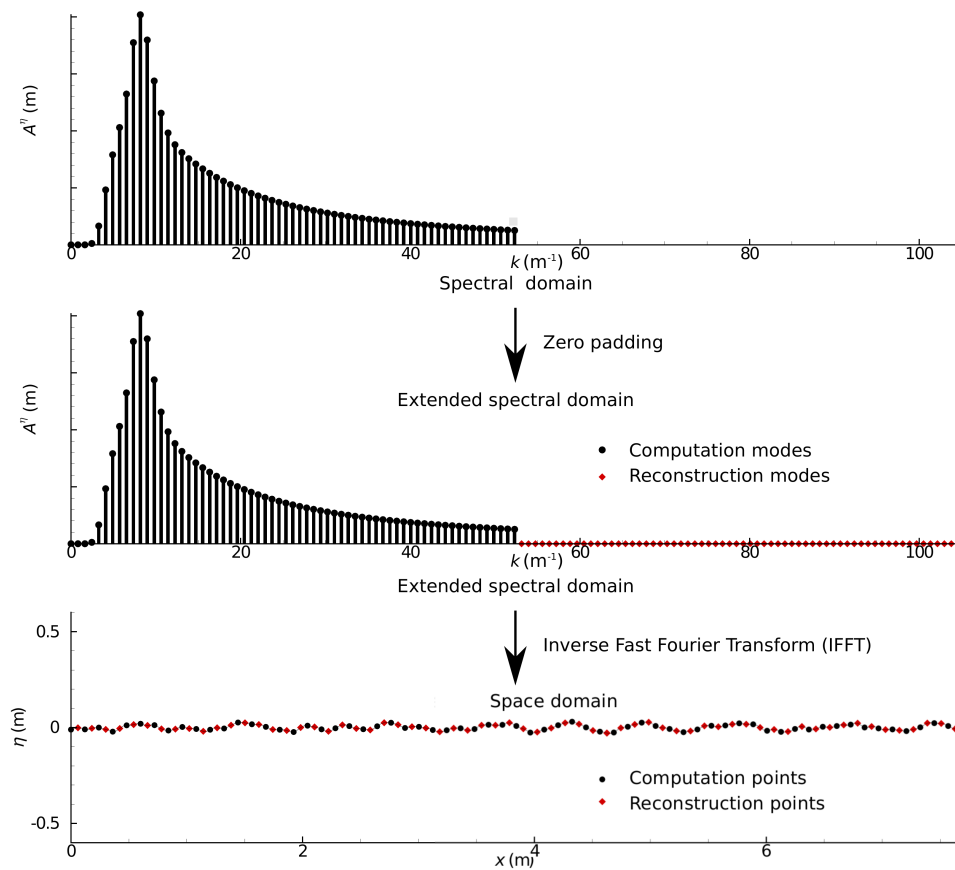 Aη (m)
0 20 40 60 80 100
k (m-1)
Spectral domain
Zero padding
Extended spectral domain
Aη (m)
Computation modes
Reconstruction modes
0 20 40 60 80 100
k (m-1)
Extended spectral domain
Inverse Fast Fourier Transform (IFFT)
Space domain
η (m)
0.5
0
-0.5
Computation points
Reconstruction points
0 2 4 6
x (m)